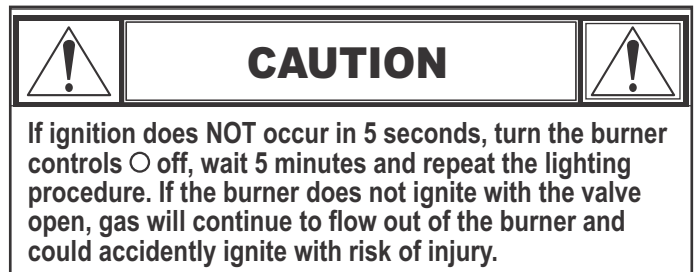 CAUTION
If ignition does NOT occur in 5 seconds, turn the burner
controls O off, wait 5 minutes and repeat the lighting
procedure. If the burner does not ignite with the valve
open, gas will continue to flow out of the burner and
could accidently ignite with risk of injury.